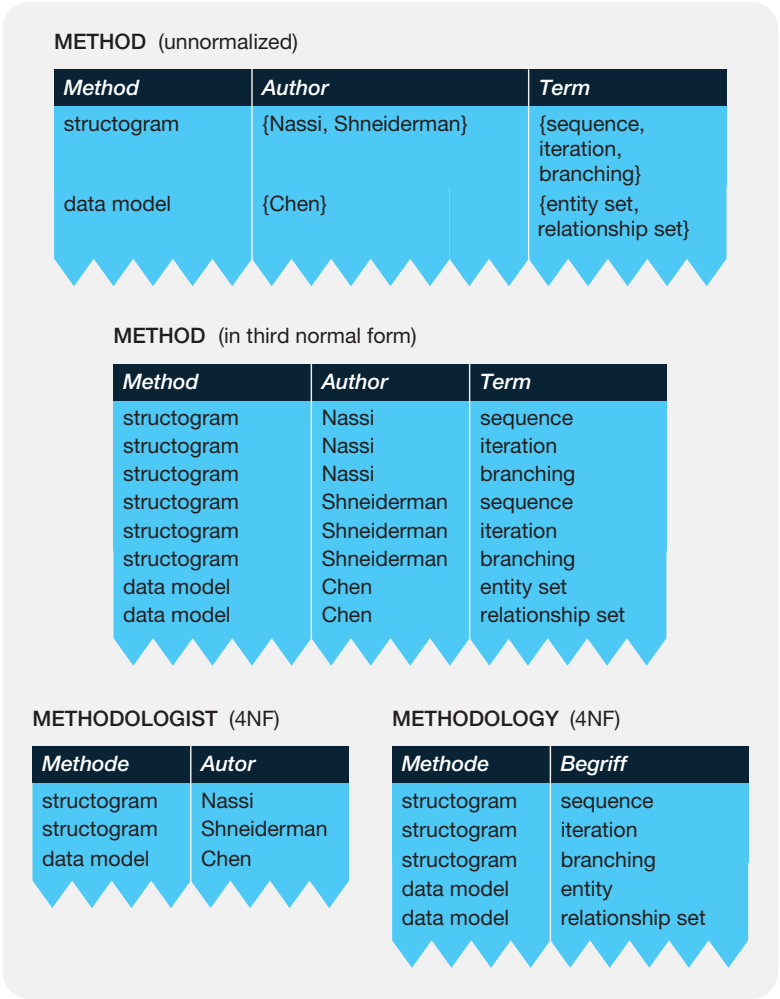 METHOD (unnormalized)
Method Author Term
structogram {Nassi, Shneiderman} {sequence,
iteration,
branching}
data model {Chen} {entity set,
relationship set}
METHOD (in third normal form)
Method Author Term
structogram Nassi sequence
structogram Nassi iteration
structogram Nassi branching
structogram Shneiderman sequence
structogram Shneiderman iteration
structogram Shneiderman branching
data model Chen entity set
data model Chen relationship set
METHODOLOGIST (4NF)
Methode Autor
structogram Nassi
structogram Shneiderman
data model Chen
METHODOLOGY (4NF)
Methode Begriff
structogram sequence
structogram iteration
structogram branching
data model entity
data model relationship set